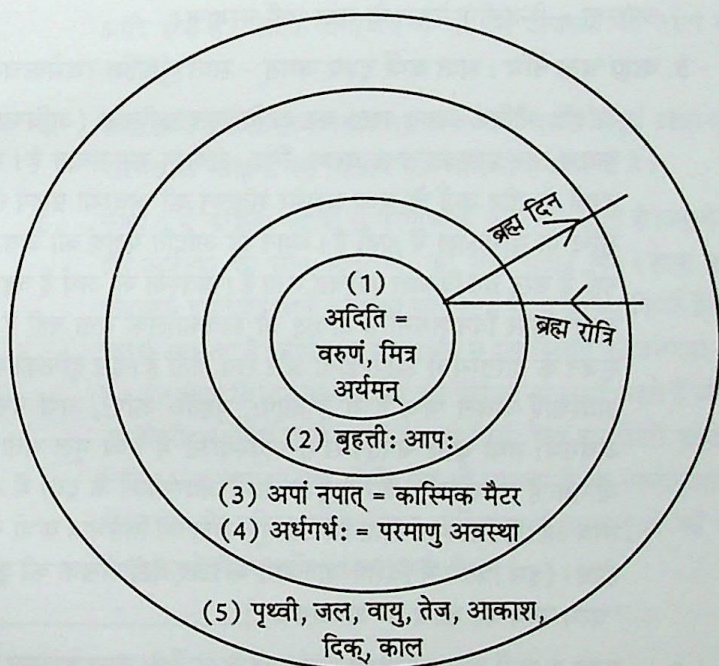 (1)
अदिति =
वरुणं, मित्र
अर्यमन्
ब्रह्म दिन
ब्रह्म रोत्रि
(2) बृहत्ती: आप:
(3) अपां नपात् = कास्मिक मैटर
(4) अर्धगर्भ: = परमाणु अवस्था
(5) पृथ्वी, जल, वायु, तेज, आकाश,
दिक्, काल